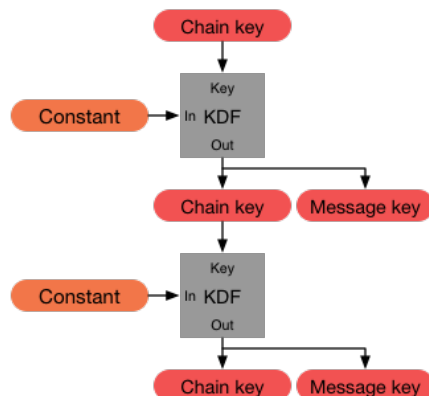 Chain key
Key
Constant
In KDF
Out
Chain key
Message key
Key
Constant
In KDF
Out
Chain key
Message key